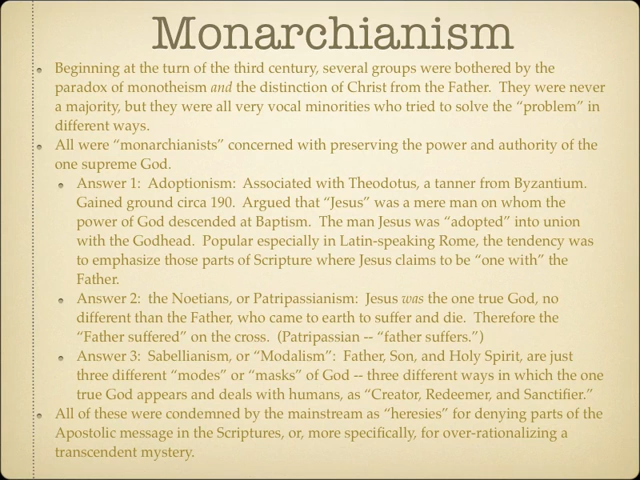 Monarchianism
Beginning at the turn of the third century, several groups were bothered by the
paradox of monotheism and the distinction of Christ from the Father.  They were never
a majority, but they were all very vocal minorities who tried to solve the “problem” in
different ways.
All were “monarchianists” concerned with preserving the power and authority of the
one supreme God.
Answer 1:  Adoptionism:  Associated with Theodotus, a tanner from Byzantium.
Gained ground circa 190.  Argued that “Jesus” was a mere man on whom the
power of God descended at Baptism.  The man Jesus was “adopted” into union
with the Godhead.  Popular especially in Latin-speaking Rome, the tendency was
to emphasize those parts of Scripture where Jesus claims to be “one with” the
Father.
Answer 2:  the Noetians, or Patripassianism:  Jesus was the one true God, no
different than the Father, who came to earth to suffer and die.  Therefore the
“Father suffered” on the cross.  (Patripassian -- “father suffers.”)
Answer 3:  Sabellianism, or “Modalism”:  Father, Son, and Holy Spirit, are just
three different “modes” or “masks” of God -- three different ways in which the one
true God appears and deals with humans, as “Creator, Redeemer, and Sanctifier.”
All of these were condemned by the mainstream as “heresies” for denying parts of the
Apostolic message in the Scriptures, or, more specifically, for over-rationalizing a
transcendent mystery.